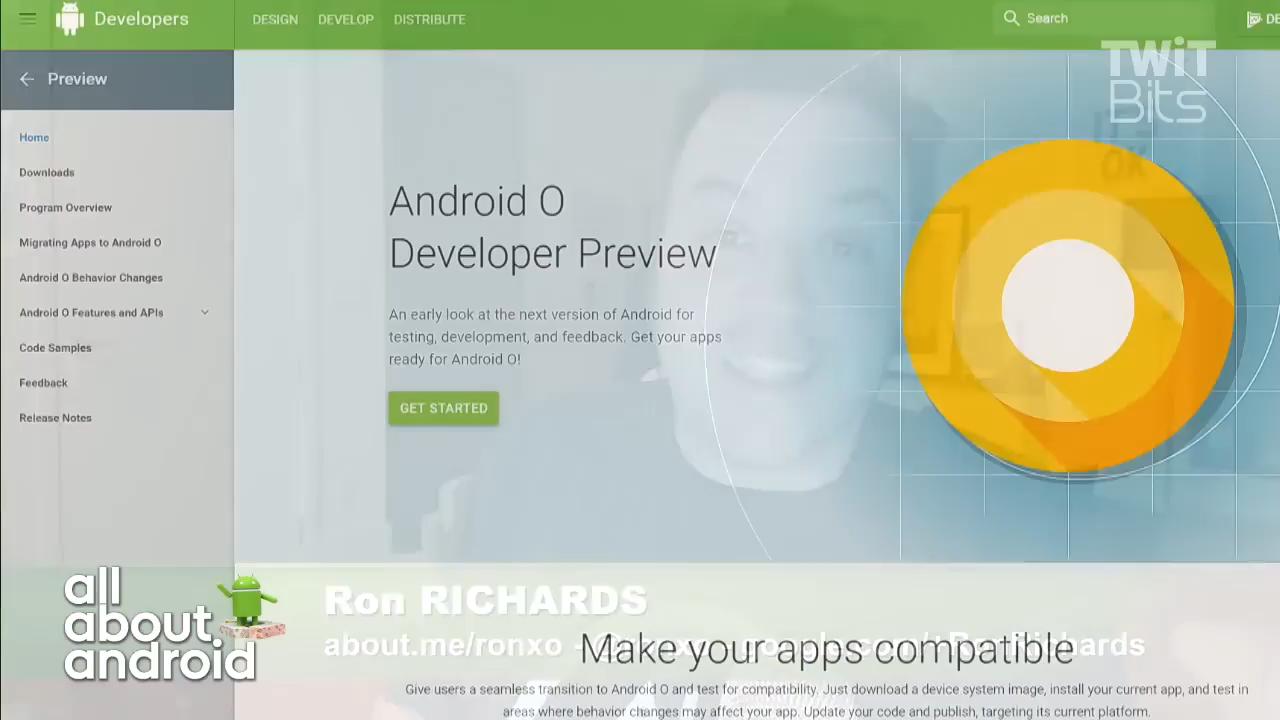 Developers
DESIGN DEVELOP DISTRIBUTE
Search
DE
TWiT
Bits
Preview
Home
Downloads
Program Overview
Migrating Apps to Android O
Android O Behavior Changes
Android O Features and APIs
Code Samples
Feedback
Release Notes
Android O
Developer Preview
An early look at the next version of Android for
testing, development, and feedback. Get your apps
ready for Android O!
GET STARTED
OK
all
about
android
Ron RICHARDS
about.me/ronxo
Make your apps compatible
Give users a seamless transition to Android O and test for compatibility. Just download a device system image, install your current app, and test in
areas where behavior changes may affect your app. Update your code and publish, targeting its current platform.